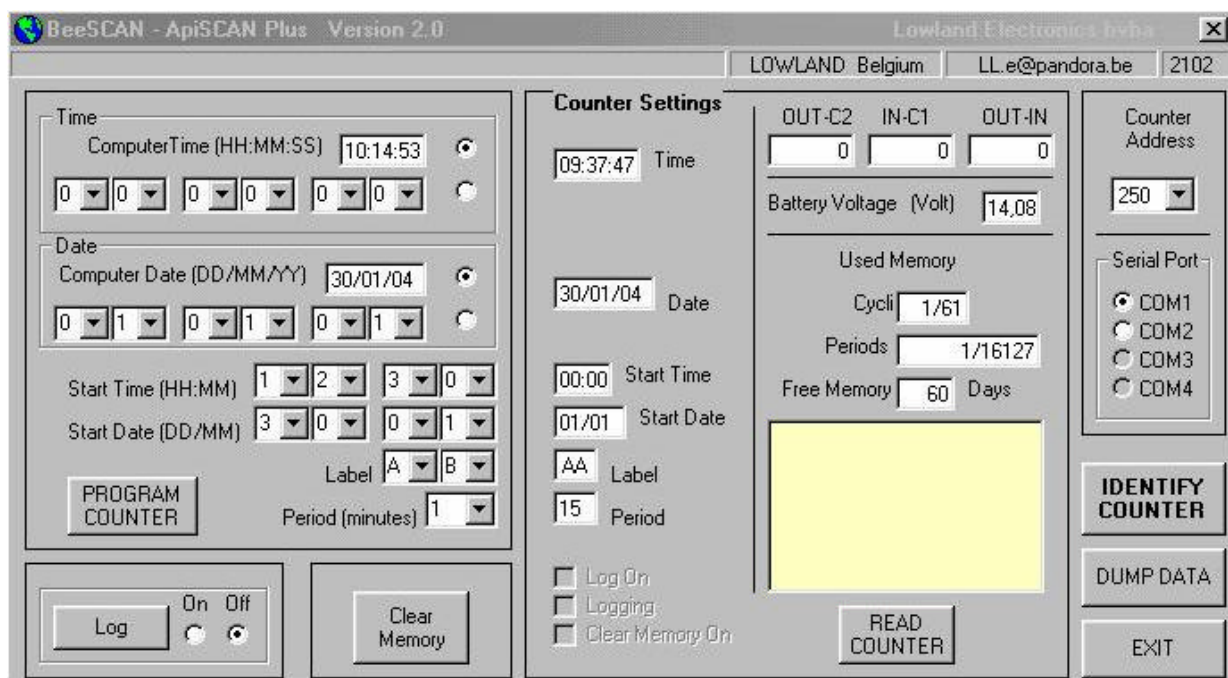 BeeSCAN - ApiSCAN Plus Version 2.0 Lowland Electronics bvba
LOWLAND Belgium LL.e@pandora.be 2102
Time
ComputerTime (HH:MM:SS) 10:14:53
0 0 0 0 0 0
Date
Computer Date (DD/MM/YY) 30/01/04
0 1 0 1 0 1
Start Time (HH:MM) 1 2 3 0
Start Date (DD/MM) 3 0 0 1
Label A B
Period (minutes) 1
PROGRAM
COUNTER
Log
On Off
Clear
Memory
Counter Settings
09:37:47 Time
30/01/04 Date
00:00 Start Time
01/01 Start Date
AA Label
15 Period
Log On
Logging
Clear Memory On
OUT-C2 IN-C1 OUT-IN
0 0 0
Battery Voltage (Volt) 14,08
Used Memory
Cycli 1/61
Periods 1/16127
Free Memory 60 Days
READ
COUNTER
Counter
Address
250
Serial Port
COM1
COM2
COM3
COM4
IDENTIFY
COUNTER
DUMP DATA
EXIT